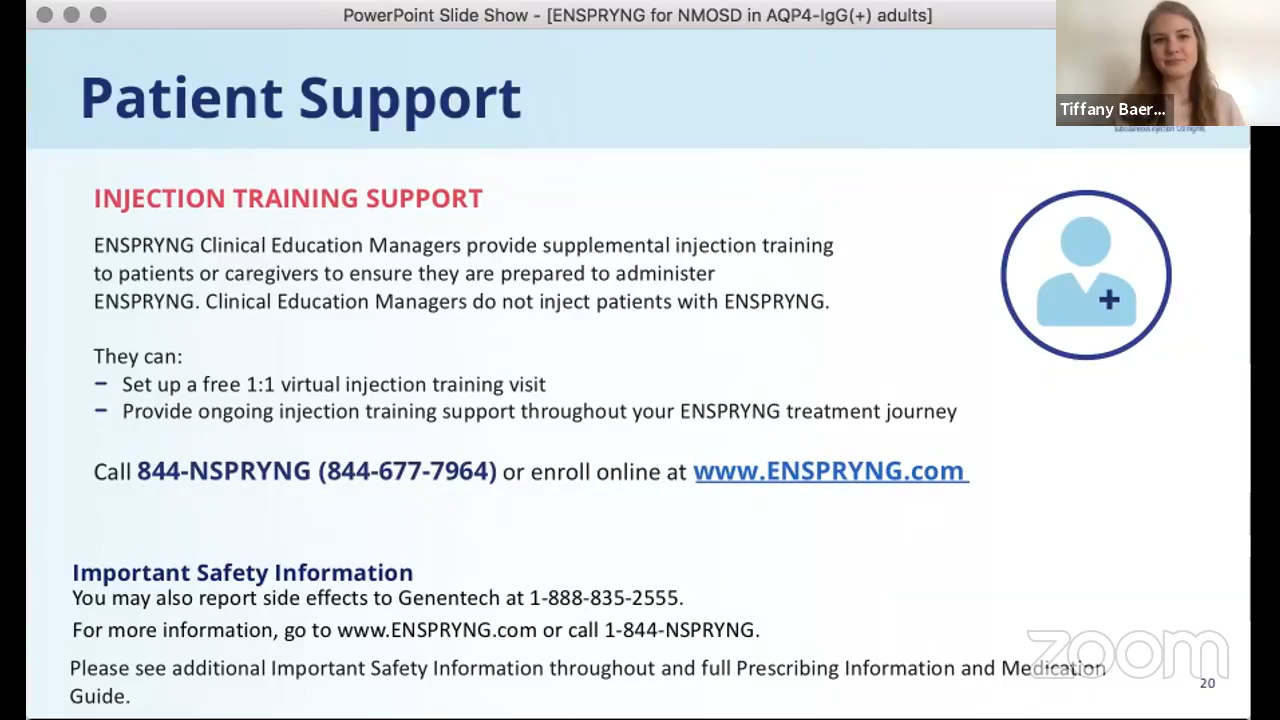 PowerPoint Slide Show - [ENSPRYNG for NMOSD in AQP4-IgG(+) adults]
Tiffany Baer...
Patient Support
INJECTION TRAINING SUPPORT
ENSPRYNG Clinical Education Managers provide supplemental injection training
to patients or caregivers to ensure they are prepared to administer
ENSPRYNG. Clinical Education Managers do not inject patients with ENSPRYNG.
They can:
– Set up a free 1:1 virtual injection training visit
– Provide ongoing injection training support throughout your ENSPRYNG treatment journey
Call 844-NSPRYNG (844-677-7964) or enroll online at www.ENSPRYNG.com
Important Safety Information
You may also report side effects to Genentech at 1-888-835-2555.
For more information, go to www.ENSPRYNG.com or call 1-844-NSPRYNG.
Please see additional Important Safety Information throughout and full Prescribing Information and Medication
Guide.
zoom
20